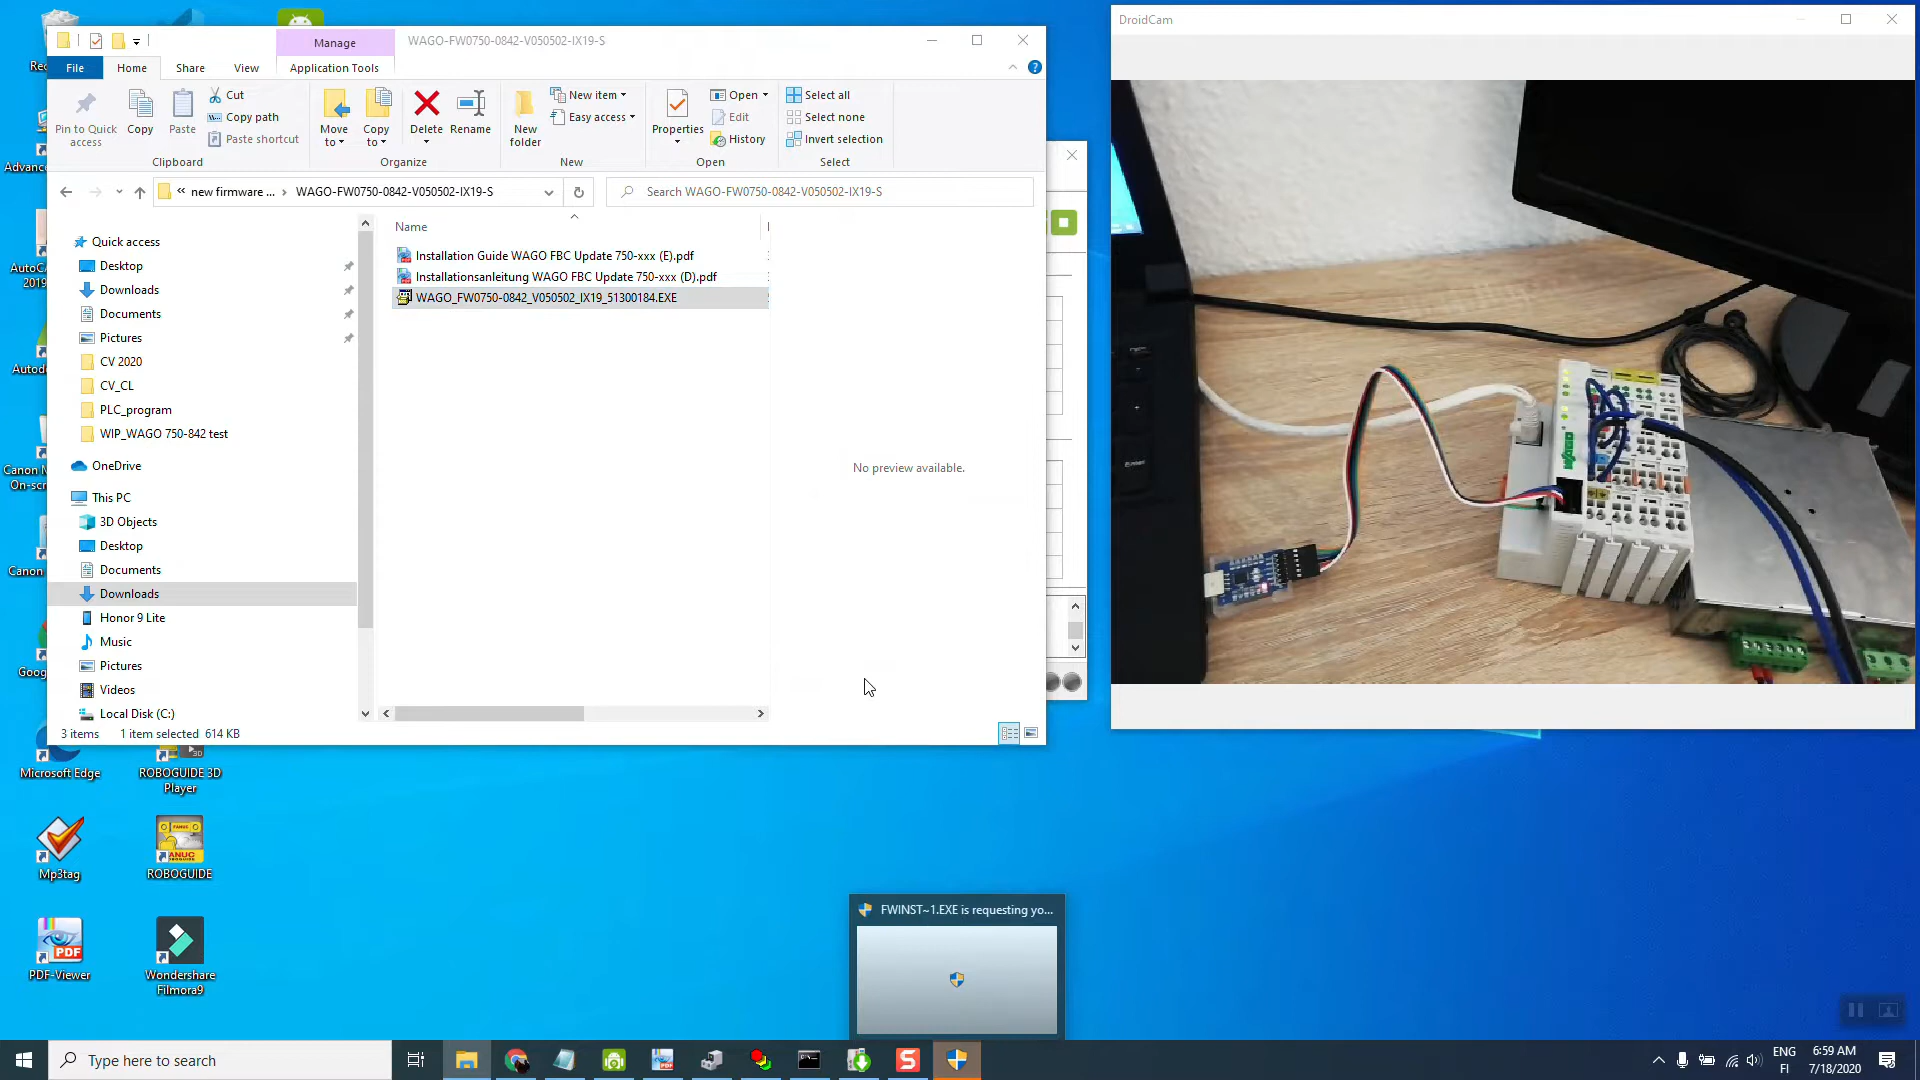 WAGO-FW0750-0842-V050502-IX19-S
Manage
File
Home
Share
View
Application Tools
Pin to Quick access
Copy
Paste
Cut
Copy path
Paste shortcut
Clipboard
Move to
Copy to
Delete
Rename
Organize
New folder
New item
Easy access
New
Properties
Open
Edit
History
Open
Select all
Select none
Invert selection
Select
« new firmware ... › WAGO-FW0750-0842-V050502-IX19-S
Search WAGO-FW0750-0842-V050502-IX19-S
Quick access
Desktop
Downloads
Documents
Pictures
CV 2020
CV_CL
PLC_program
WIP_WAGO 750-842 test
OneDrive
This PC
3D Objects
Desktop
Documents
Downloads
Honor 9 Lite
Music
Pictures
Videos
Local Disk (C:)
Name
Installation Guide WAGO FBC Update 750-xxx (E).pdf
Installationsanleitung WAGO FBC Update 750-xxx (D).pdf
WAGO_FW0750-0842_V050502_IX19_51300184.EXE
No preview available.
3 items
1 item selected 614 KB
DroidCam
Microsoft Edge
ROBOGUIDE 3D Player
Mp3tag
ROBOGUIDE
PDF-Viewer
Wondershare Filmora9
FWINST~1.EXE is requesting yo...
Type here to search
ENG
FI
6:59 AM
7/18/2020